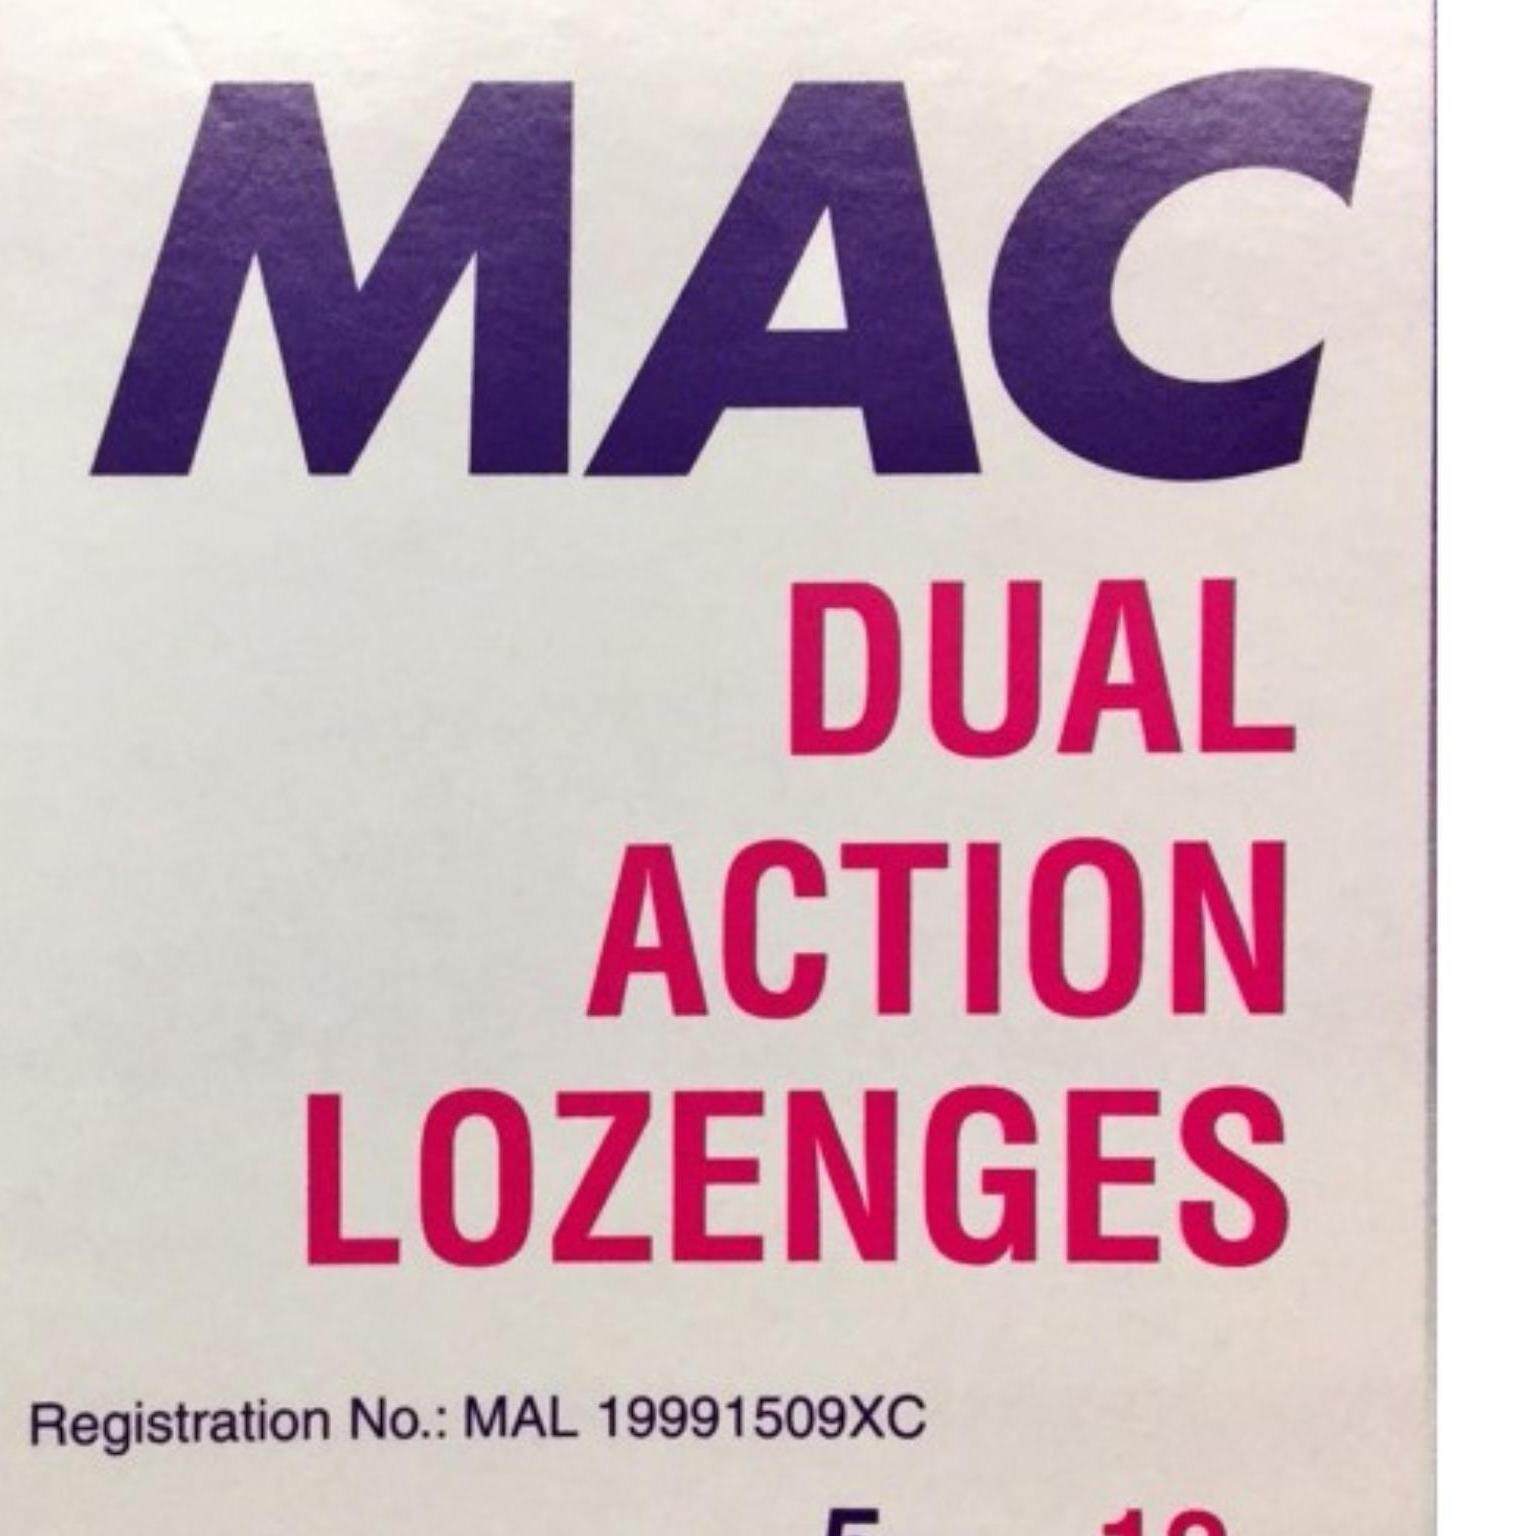 MAC
DUAL
ACTION
LOZENGES
Registration No.: MAL 19991509XC